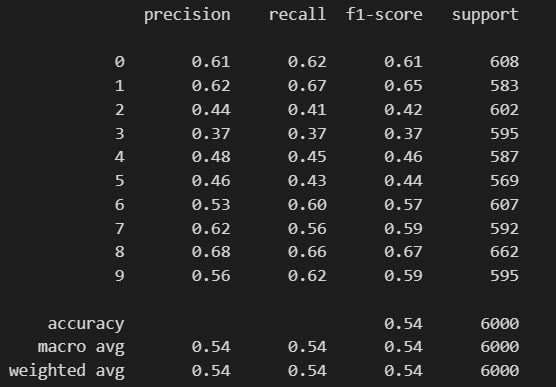 precision recall f1-score support
0 0.61 0.62 0.61 608
1 0.62 0.67 0.65 583
2 0.44 0.41 0.42 602
3 0.37 0.37 0.37 595
4 0.48 0.45 0.46 587
5 0.46 0.43 0.44 569
6 0.53 0.60 0.57 607
7 0.62 0.56 0.59 592
8 0.68 0.66 0.67 662
9 0.56 0.62 0.59 595
accuracy 0.54 6000
macro avg 0.54 0.54 0.54 6000
weighted avg 0.54 0.54 0.54 6000